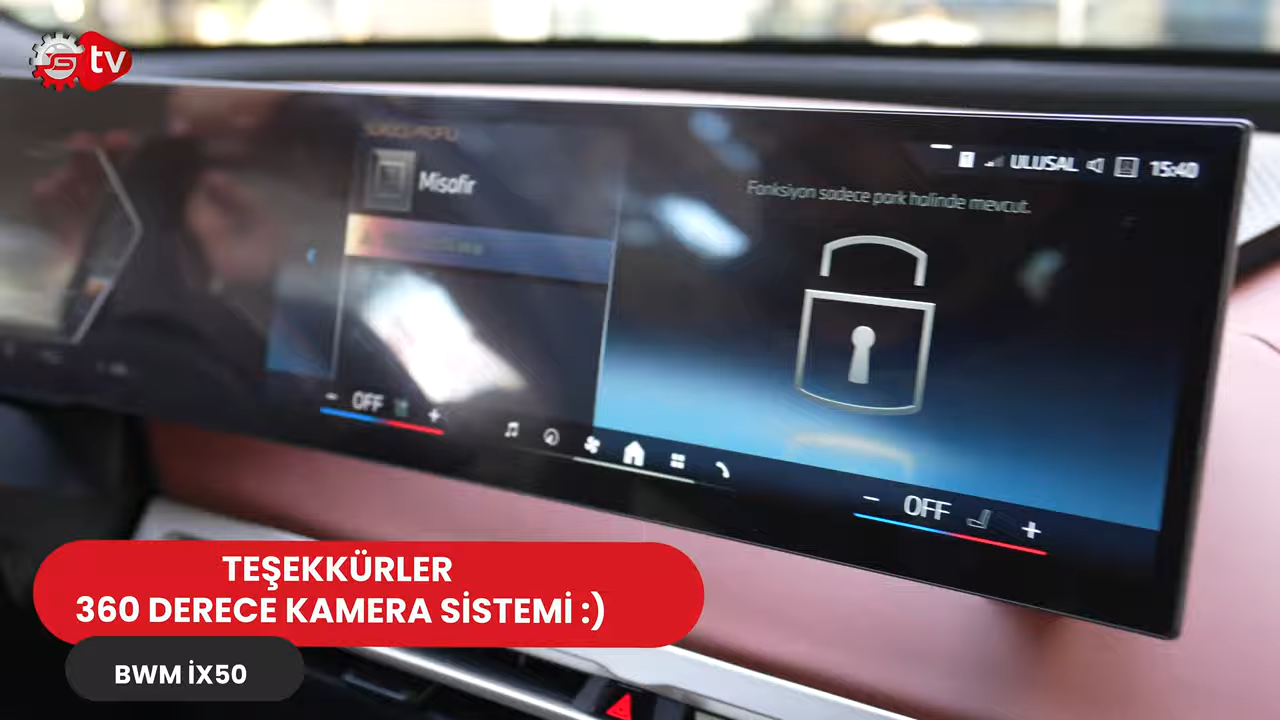 tv
Misafir
ULUSAL 15:40
Fonksiyon sadece park halinde mevcut.
- OFF +
- OFF +
TEŞEKKÜRLER
360 DERECE KAMERA SİSTEMİ :)
BWM İX50